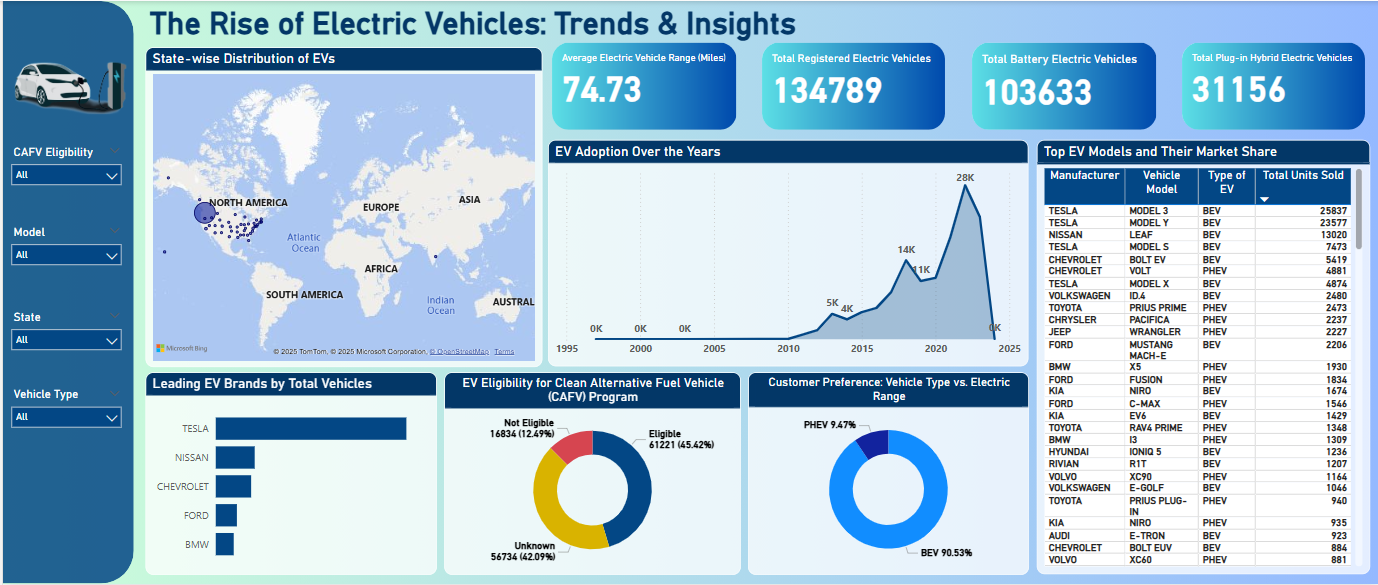 The Rise of Electric Vehicles: Trends & Insights
CAFV Eligibility
All
Model
All
State
All
Vehicle Type
All
State-wise Distribution of EVs
NORTH AMERICA
EUROPE
ASIA
Atlantic
Ocean
AFRICA
SOUTH AMERICA
Indian
Ocean
AUSTRAL
Microsoft Bing
© 2025 TomTom, © 2025 Microsoft Corporation, © OpenStreetMap Terms
Average Electric Vehicle Range (Miles)
74.73
Total Registered Electric Vehicles
134789
Total Battery Electric Vehicles
103633
Total Plug-in Hybrid Electric Vehicles
31156
EV Adoption Over the Years
28K
14K
11K
5K
4K
0K 0K 0K 0K
1995 2000 2005 2010 2015 2020 2025
Top EV Models and Their Market Share
Manufacturer Vehicle Model Type of EV Total Units Sold
TESLA MODEL 3 BEV 25837
TESLA MODEL Y BEV 23577
NISSAN LEAF BEV 13020
TESLA MODEL S BEV 7473
CHEVROLET BOLT EV BEV 5419
CHEVROLET VOLT PHEV 4881
TESLA MODEL X BEV 4874
VOLKSWAGEN ID.4 BEV 2480
TOYOTA PRIUS PRIME PHEV 2473
CHRYSLER PACIFICA PHEV 2237
JEEP WRANGLER PHEV 2227
FORD MUSTANG BEV 2206
MACH-E
BMW X5 PHEV 1930
FORD FUSION PHEV 1834
KIA NIRO BEV 1674
FORD C-MAX PHEV 1546
KIA EV6 BEV 1429
TOYOTA RAV4 PRIME PHEV 1348
BMW I3 PHEV 1309
HYUNDAI IONIQ 5 BEV 1236
RIVIAN R1T BEV 1207
VOLVO XC90 PHEV 1164
VOLKSWAGEN E-GOLF BEV 1046
TOYOTA PRIUS PLUG- PHEV 940
IN
KIA NIRO PHEV 935
AUDI E-TRON BEV 923
CHEVROLET BOLT EUV BEV 884
VOLVO XC60 PHEV 881
Leading EV Brands by Total Vehicles
TESLA
NISSAN
CHEVROLET
FORD
BMW
EV Eligibility for Clean Alternative Fuel Vehicle
(CAFV) Program
Not Eligible
16834 (12.49%)
Eligible
61221 (45.42%)
Unknown
56734 (42.09%)
Customer Preference: Vehicle Type vs. Electric
Range
PHEV 9.47%
BEV 90.53%